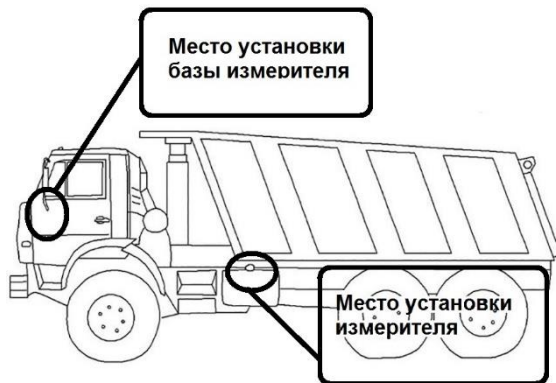 Место установки
базы измерителя
Место установки
измерителя